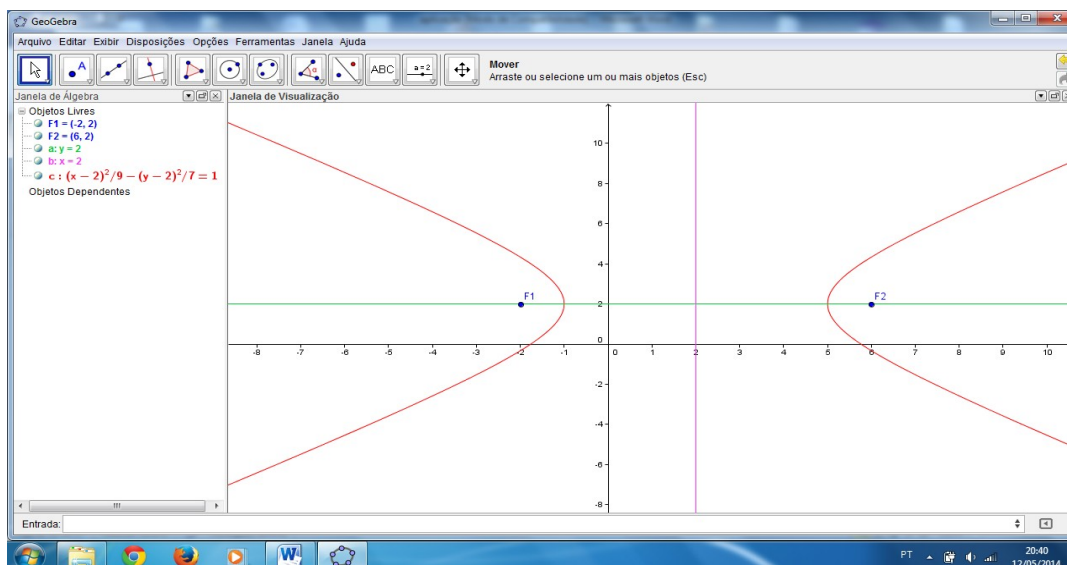 GeoGebra
Arquivo Editar Exibir Disposições Opções Ferramentas Janela Ajuda
A
α
ABC
a = 2
Mover
Arraste ou selecione um ou mais objetos (Esc)
Janela de Álgebra
Janela de Visualização
Objetos Livres
F1 = (-2, 2)
F2 = (6, 2)
a: y = 2
b: x = 2
c : (x − 2)²/9 − (y − 2)²/7 = 1
Objetos Dependentes
10
8
6
4
2
0
-2
-4
-6
-8
F1
F2
-8 -7 -6 -5 -4 -3 -2 -1 0 1 2 3 4 5 6 7 8 9 10
Entrada:
W
PT
20:40
12/05/2014